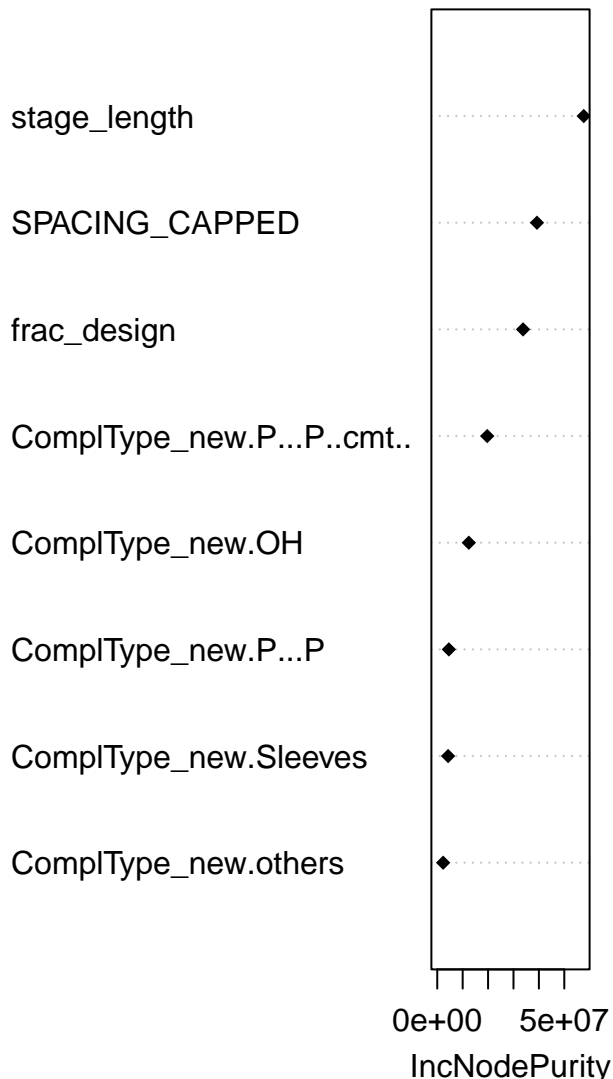 stage_length
SPACING_CAPPED
frac_design
ComplType_new.P...P..cmt..
ComplType_new.OH
ComplType_new.P...P
ComplType_new.Sleeves
ComplType_new.others
0e+00 5e+07
IncNodePurity